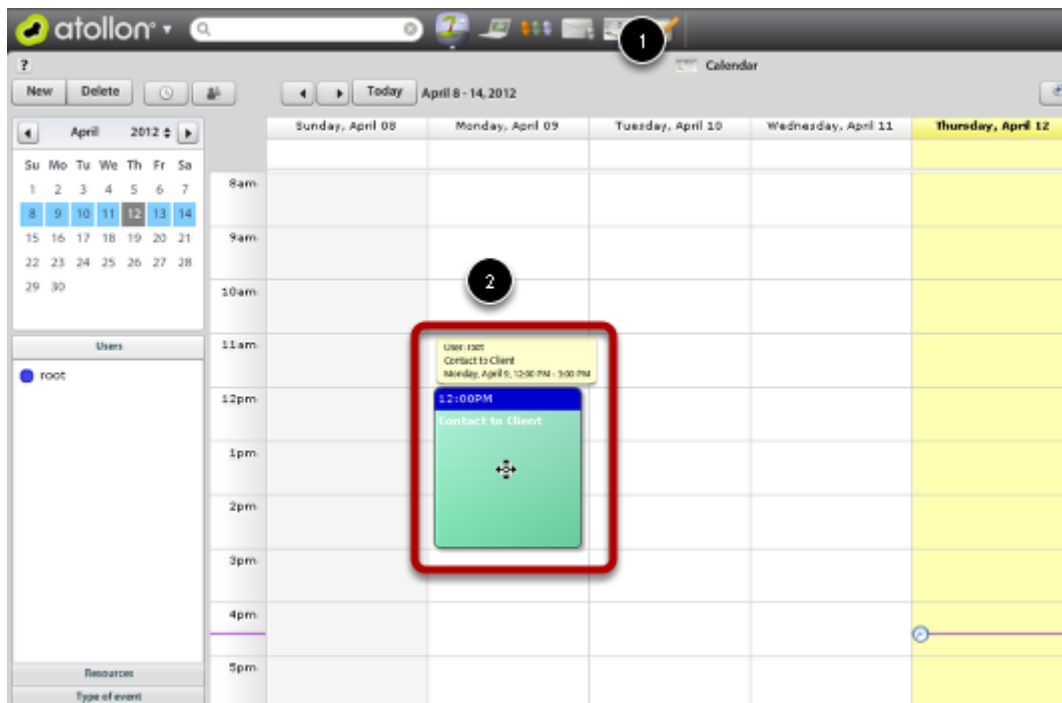 atollon
1
?
Calendar
New Delete Today April 8 - 14, 2012
April 2012
Sunday, April 08 Monday, April 09 Tuesday, April 10 Wednesday, April 11 Thursday, April 12
Su Mo Tu We Th Fr Sa
1 2 3 4 5 6 7
8 9 10 11 12 13 14
15 16 17 18 19 20 21
22 23 24 25 26 27 28
29 30
Users
root
Resources
Type of event
8am
9am
10am
11am
12pm
1pm
2pm
3pm
4pm
5pm
2
User: root
Contact to Client
Monday, April 9, 12:00 PM - 3:00 PM
12:00PM
Contact to Client